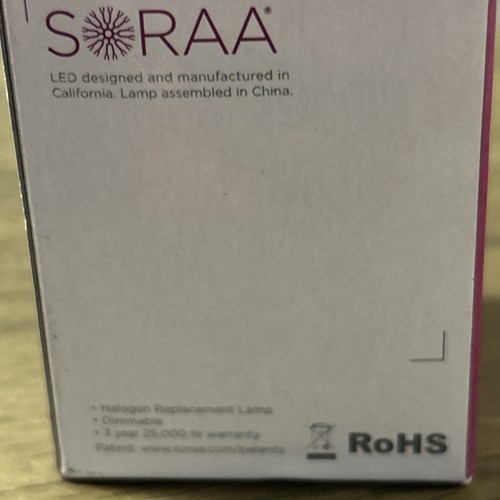 SORAA®
LED designed and manufactured in
California. Lamp assembled in China.
• Halogen Replacement Lamp
• Dimmable
• 3 year 25,000 hr warranty
Patent: www.soraa.com/patents
RoHS